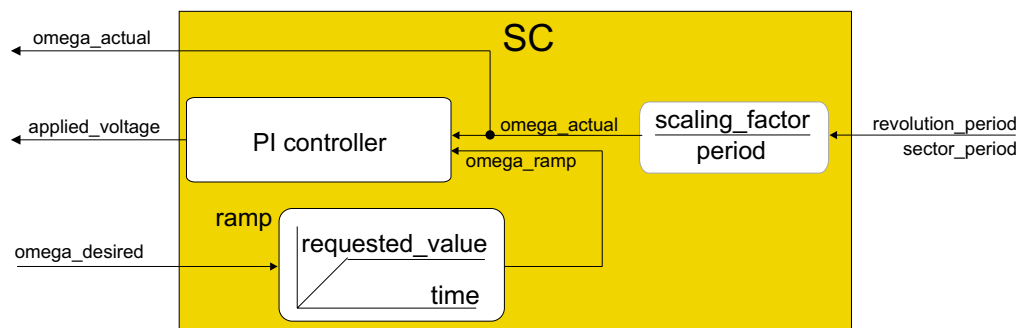 SC
omega_actual
applied_voltage
PI controller
omega_actual
scaling_factor
period
revolution_period
sector_period
omega_ramp
ramp
requested_value
time
omega_desired